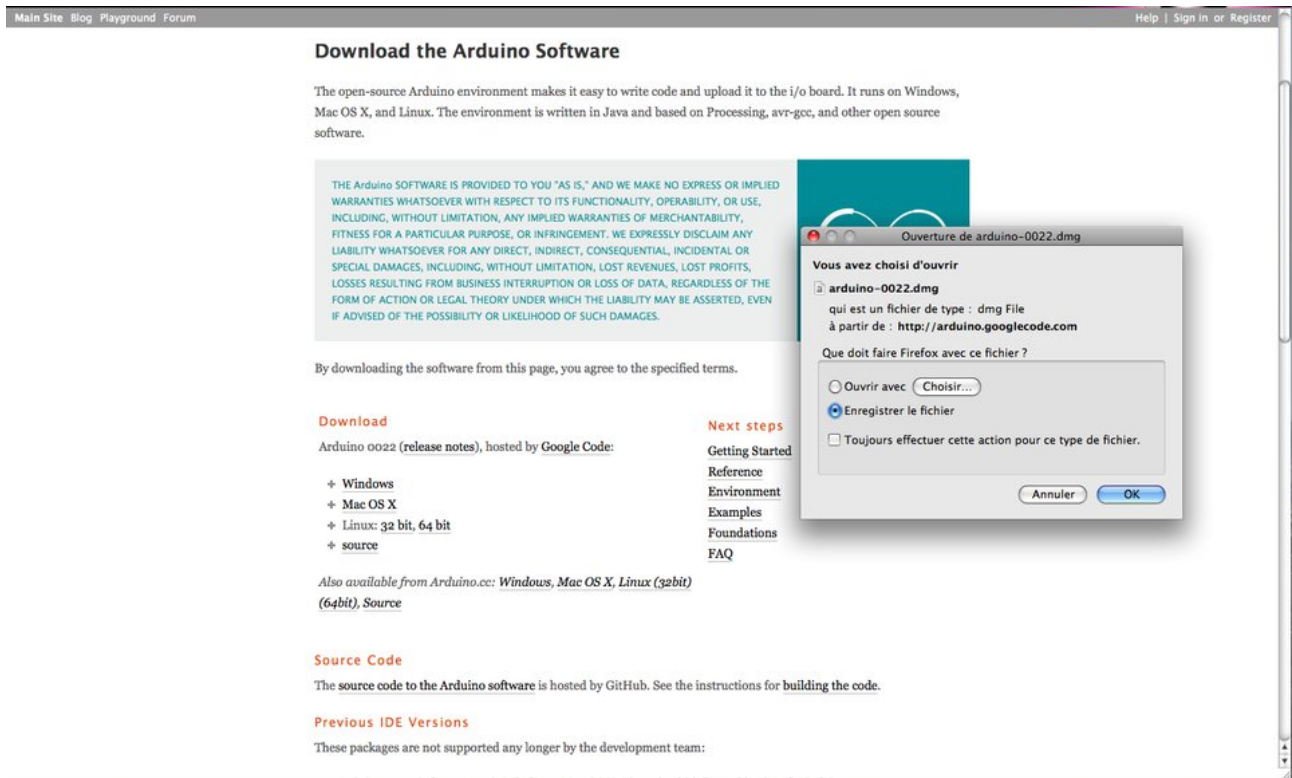 Main Site Blog Playground Forum
Help | Sign in or Register
Download the Arduino Software
The open-source Arduino environment makes it easy to write code and upload it to the i/o board. It runs on Windows,
Mac OS X, and Linux. The environment is written in Java and based on Processing, avr-gcc, and other open source
software.
THE Arduino SOFTWARE IS PROVIDED TO YOU "AS IS," AND WE MAKE NO EXPRESS OR IMPLIED
WARRANTIES WHATSOEVER WITH RESPECT TO ITS FUNCTIONALITY, OPERABILITY, OR USE,
INCLUDING, WITHOUT LIMITATION, ANY IMPLIED WARRANTIES OF MERCHANTABILITY,
FITNESS FOR A PARTICULAR PURPOSE, OR INFRINGEMENT. WE EXPRESSLY DISCLAIM ANY
LIABILITY WHATSOEVER FOR ANY DIRECT, INDIRECT, CONSEQUENTIAL, INCIDENTAL OR
SPECIAL DAMAGES, INCLUDING, WITHOUT LIMITATION, LOST REVENUES, LOST PROFITS,
LOSSES RESULTING FROM BUSINESS INTERRUPTION OR LOSS OF DATA, REGARDLESS OF THE
FORM OF ACTION OR LEGAL THEORY UNDER WHICH THE LIABILITY MAY BE ASSERTED, EVEN
IF ADVISED OF THE POSSIBILITY OR LIKELIHOOD OF SUCH DAMAGES.
By downloading the software from this page, you agree to the specified terms.
Download
Arduino 0022 (release notes), hosted by Google Code:
+ Windows
+ Mac OS X
+ Linux: 32 bit, 64 bit
+ source
Also available from Arduino.cc: Windows, Mac OS X, Linux (32bit)
(64bit), Source
Next steps
Getting Started
Reference
Environment
Examples
Foundations
FAQ
Ouverture de arduino-0022.dmg
Vous avez choisi d'ouvrir
arduino-0022.dmg
qui est un fichier de type : dmg File
à partir de : http://arduino.googlecode.com
Que doit faire Firefox avec ce fichier ?
Ouvrir avec Choisir...
Enregistrer le fichier
Toujours effectuer cette action pour ce type de fichier.
Annuler OK
Source Code
The source code to the Arduino software is hosted by GitHub. See the instructions for building the code.
Previous IDE Versions
These packages are not supported any longer by the development team: